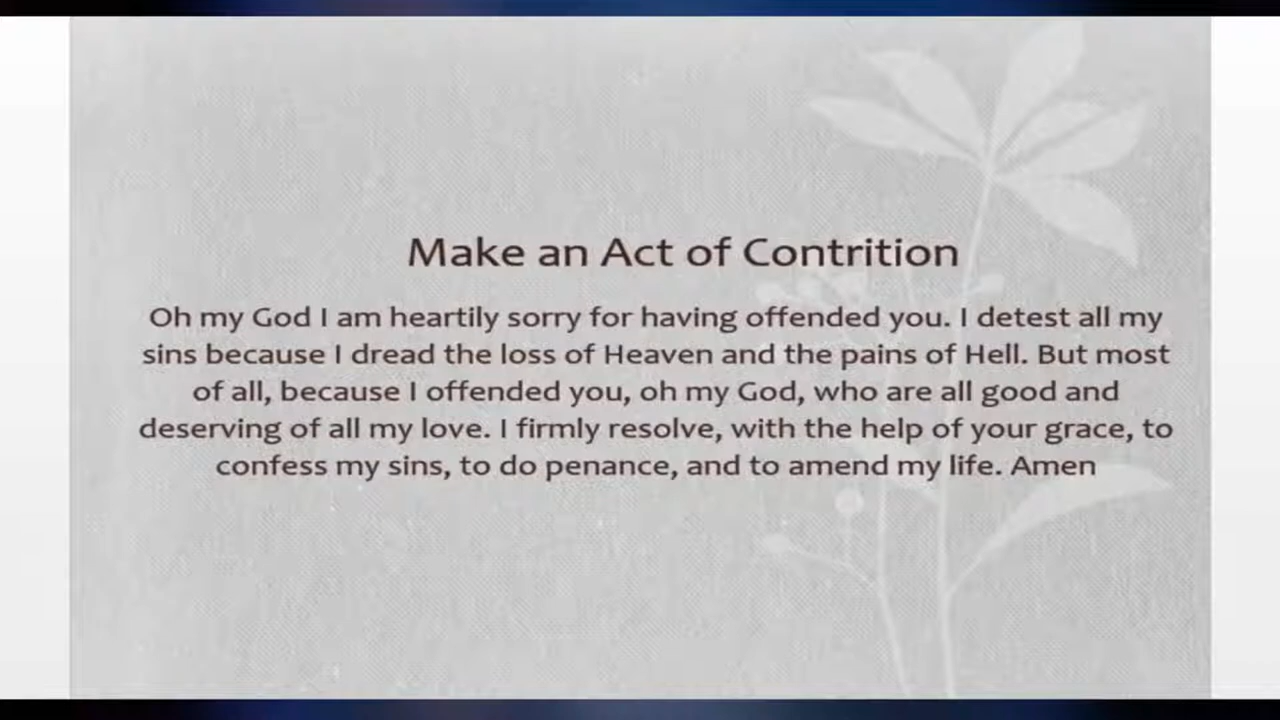 Make an Act of Contrition
Oh my God I am heartily sorry for having offended you. I detest all my
sins because I dread the loss of Heaven and the pains of Hell. But most
of all, because I offended you, oh my God, who are all good and
deserving of all my love. I firmly resolve, with the help of your grace, to
confess my sins, to do penance, and to amend my life. Amen